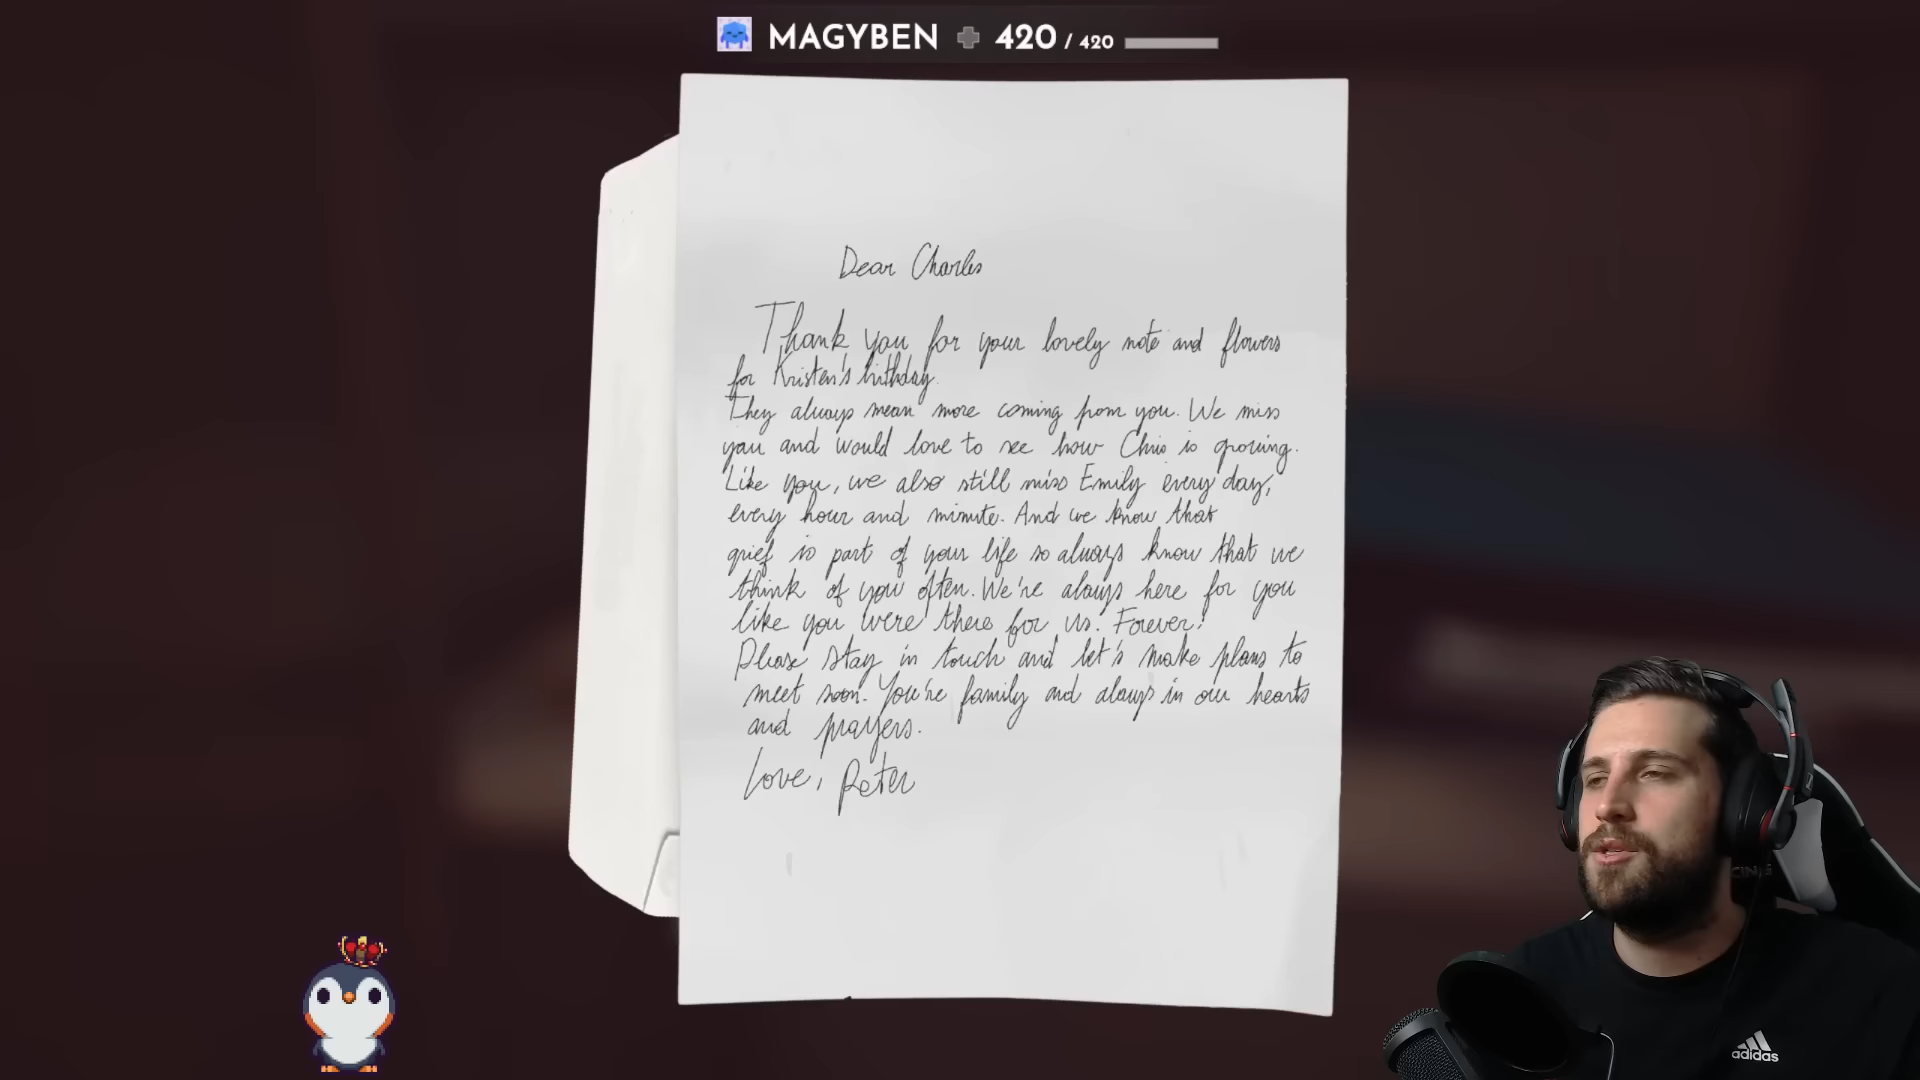 MAGYBEN 420 / 420
Dear Charles
Thank you for your lovely note and flowers
for Kristen's birthday.
They always mean more coming from you. We miss
you and would love to see how Chris is growing.
Like you, we also still miss Emily every day,
every hour and minute. And we know that
grief is part of your life so always know that we
think of you often. We're always here for you
like you were there for us. Forever!
Please stay in touch and let's make plans to
meet soon. You're family and always in our hearts
and prayers.
Love, Peter
adidas